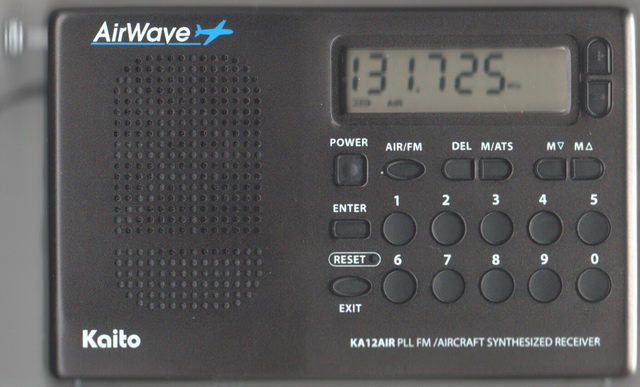 AirWave
131.725
AIR
POWER
AIR/FM
DEL
M/ATS
M▽
M△
1
2
3
4
5
ENTER
RESET
6
7
8
9
0
EXIT
Kaito
KA12AIR PLL FM /AIRCRAFT SYNTHESIZED RECEIVER